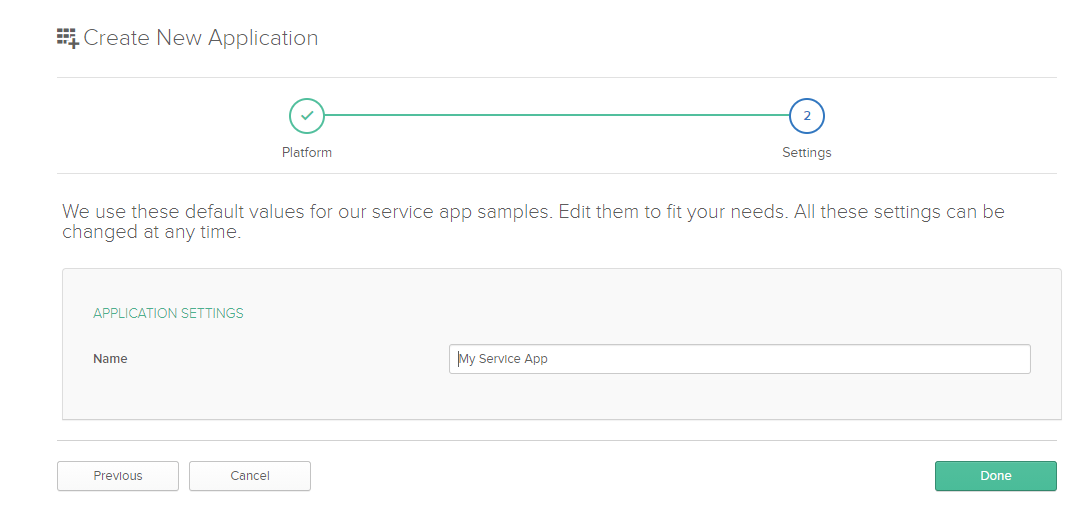 Create New Application
2
Platform
Settings
We use these default values for our service app samples. Edit them to fit your needs. All these settings can be
changed at any time.
APPLICATION SETTINGS
Name
My Service App
Previous
Cancel
Done